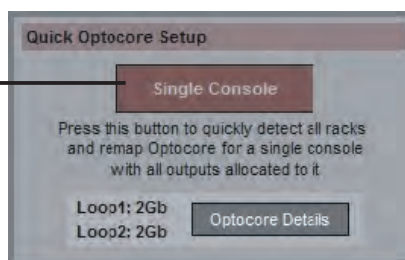 Quick Optocore Setup
Single Console
Press this button to quickly detect all racks
and remap Optocore for a single console
with all outputs allocated to it
Loop1: 2Gb
Optocore Details
Loop2: 2Gb